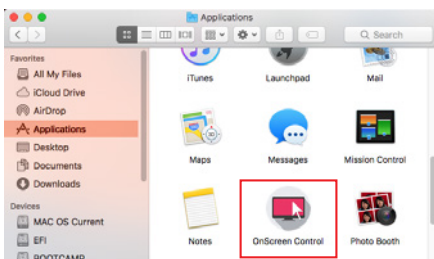 Applications
Search
Favorites
All My Files
iCloud Drive
AirDrop
Applications
Desktop
Documents
Downloads
Devices
MAC OS Current
EFI
BOOTCAMP
iTunes Launchpad Mail
Maps Messages Mission Control
Notes OnScreen Control Photo Booth